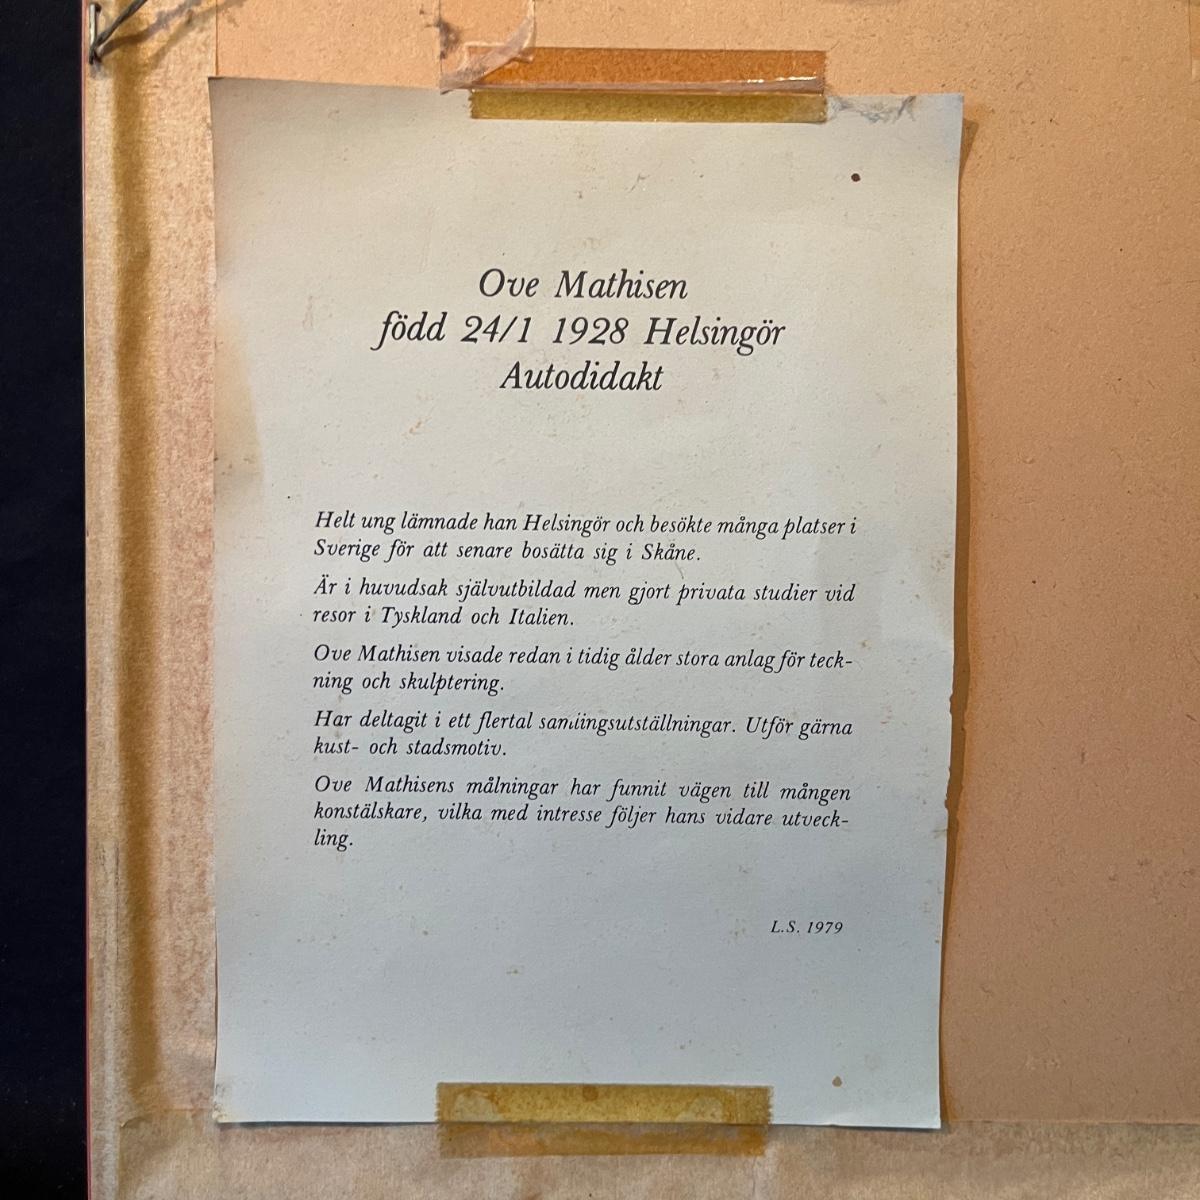 Ove Mathisen
född 24/1 1928 Helsingör
Autodidakt
Helt ung lämnade han Helsingör och besökte många platser i
Sverige för att senare bosätta sig i Skåne.
Är i huvudsak självutbildad men gjort privata studier vid
resor i Tyskland och Italien.
Ove Mathisen visade redan i tidig ålder stora anlag för teck-
ning och skulptering.
Har deltagit i ett flertal samlingsutställningar. Utför gärna
kust- och stadsmotiv.
Ove Mathisens målningar har funnit vägen till mången
konstälskare, vilka med intresse följer hans vidare utveck-
ling.
L.S. 1979